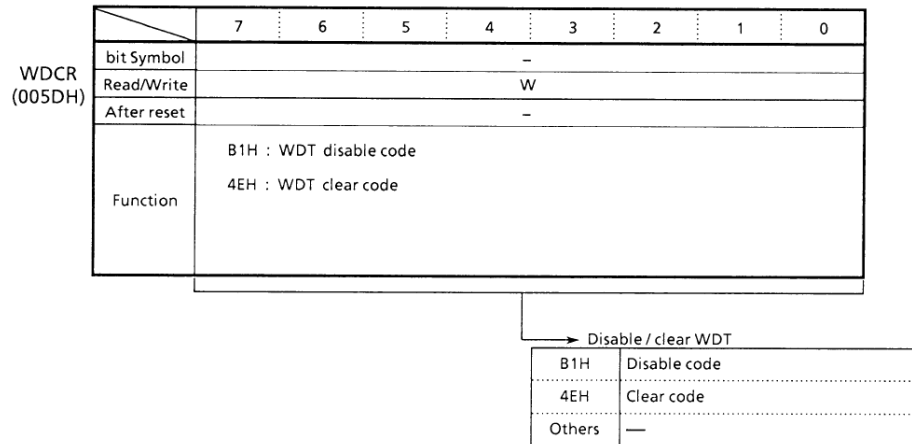 7 6 5 4 3 2 1 0
WDCR
(005DH)
bit Symbol –
Read/Write W
After reset –
Function
B1H : WDT disable code
4EH : WDT clear code
Disable / clear WDT
B1H Disable code
4EH Clear code
Others —